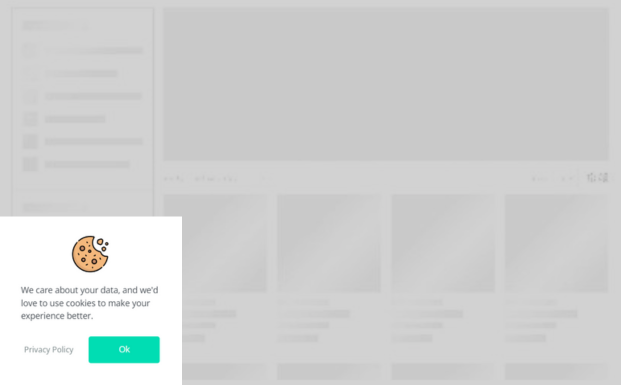 We care about your data, and we'd
love to use cookies to make your
experience better.
Privacy Policy
Ok